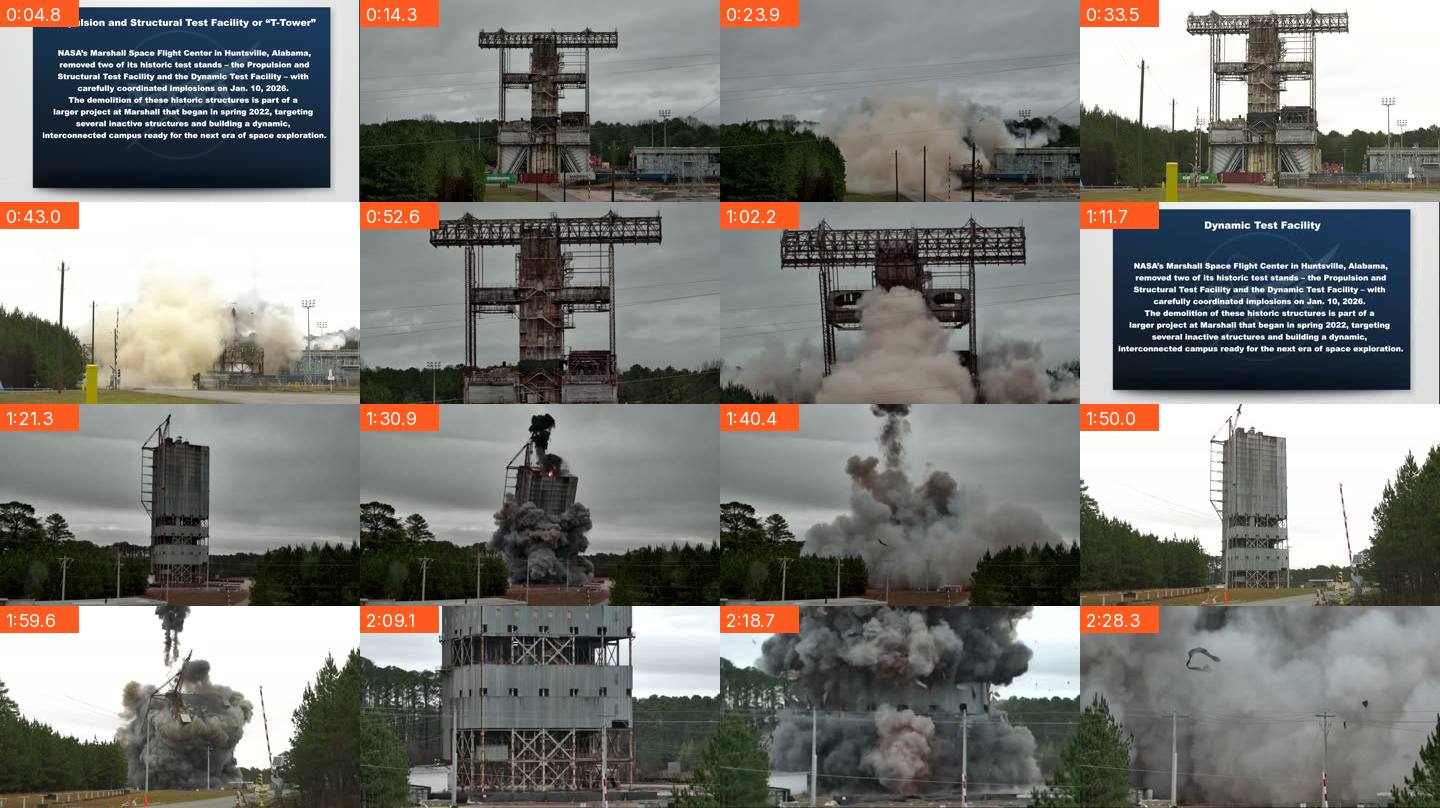 0:04.8
ulsion and Structural Test Facility or “T-Tower”
NASA’s Marshall Space Flight Center in Huntsville, Alabama,
removed two of its historic test stands – the Propulsion and
Structural Test Facility and the Dynamic Test Facility – with
carefully coordinated implosions on Jan. 10, 2026.
The demolition of these historic structures is part of a
larger project at Marshall that began in spring 2022, targeting
several inactive structures and building a dynamic,
interconnected campus ready for the next era of space exploration.
0:14.3
0:23.9
0:33.5
0:43.0
0:52.6
1:02.2
1:11.7
Dynamic Test Facility
NASA’s Marshall Space Flight Center in Huntsville, Alabama,
removed two of its historic test stands – the Propulsion and
Structural Test Facility and the Dynamic Test Facility – with
carefully coordinated implosions on Jan. 10, 2026.
The demolition of these historic structures is part of a
larger project at Marshall that began in spring 2022, targeting
several inactive structures and building a dynamic,
interconnected campus ready for the next era of space exploration.
1:21.3
1:30.9
1:40.4
1:50.0
1:59.6
2:09.1
2:18.7
2:28.3